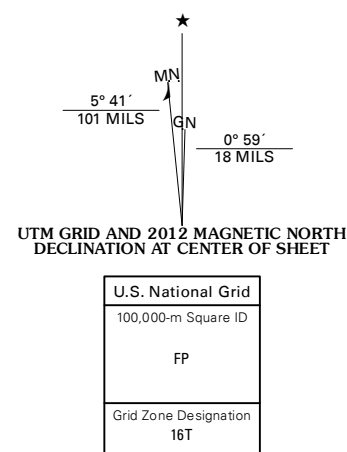 ★
MN
5° 41´
101 MILS
GN
0° 59´
18 MILS
UTM GRID AND 2012 MAGNETIC NORTH
DECLINATION AT CENTER OF SHEET
U.S. National Grid
100,000-m Square ID
FP
Grid Zone Designation
16T